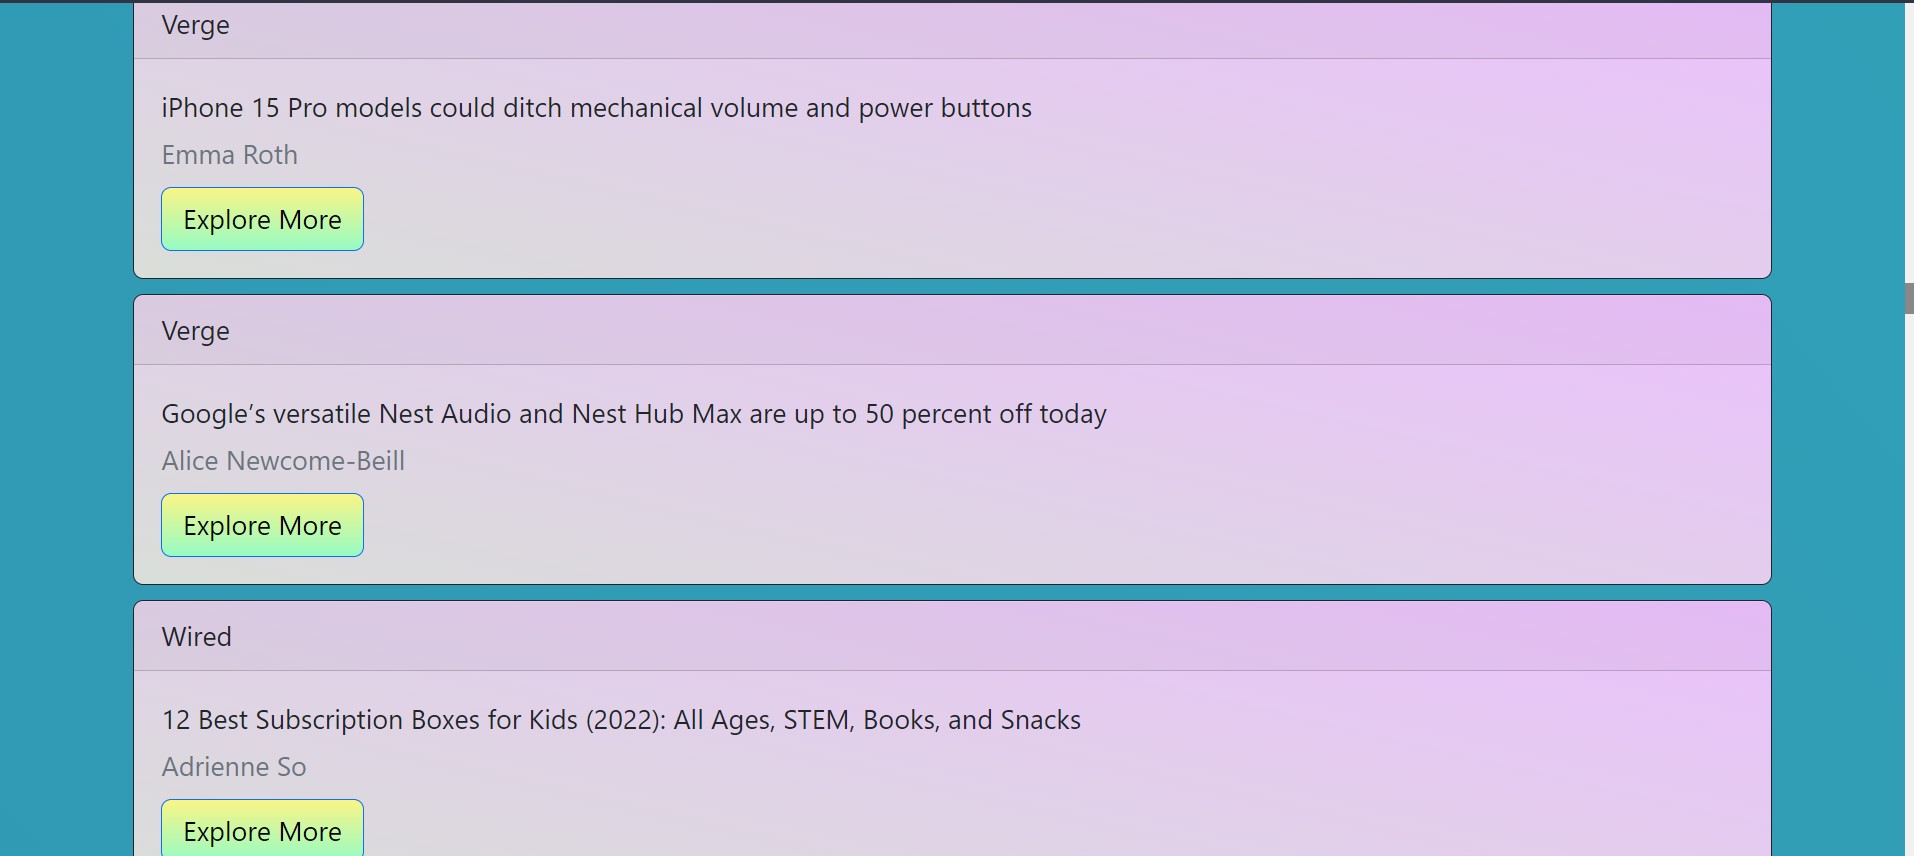 Verge
iPhone 15 Pro models could ditch mechanical volume and power buttons
Emma Roth
Explore More
Verge
Google’s versatile Nest Audio and Nest Hub Max are up to 50 percent off today
Alice Newcome-Beill
Explore More
Wired
12 Best Subscription Boxes for Kids (2022): All Ages, STEM, Books, and Snacks
Adrienne So
Explore More